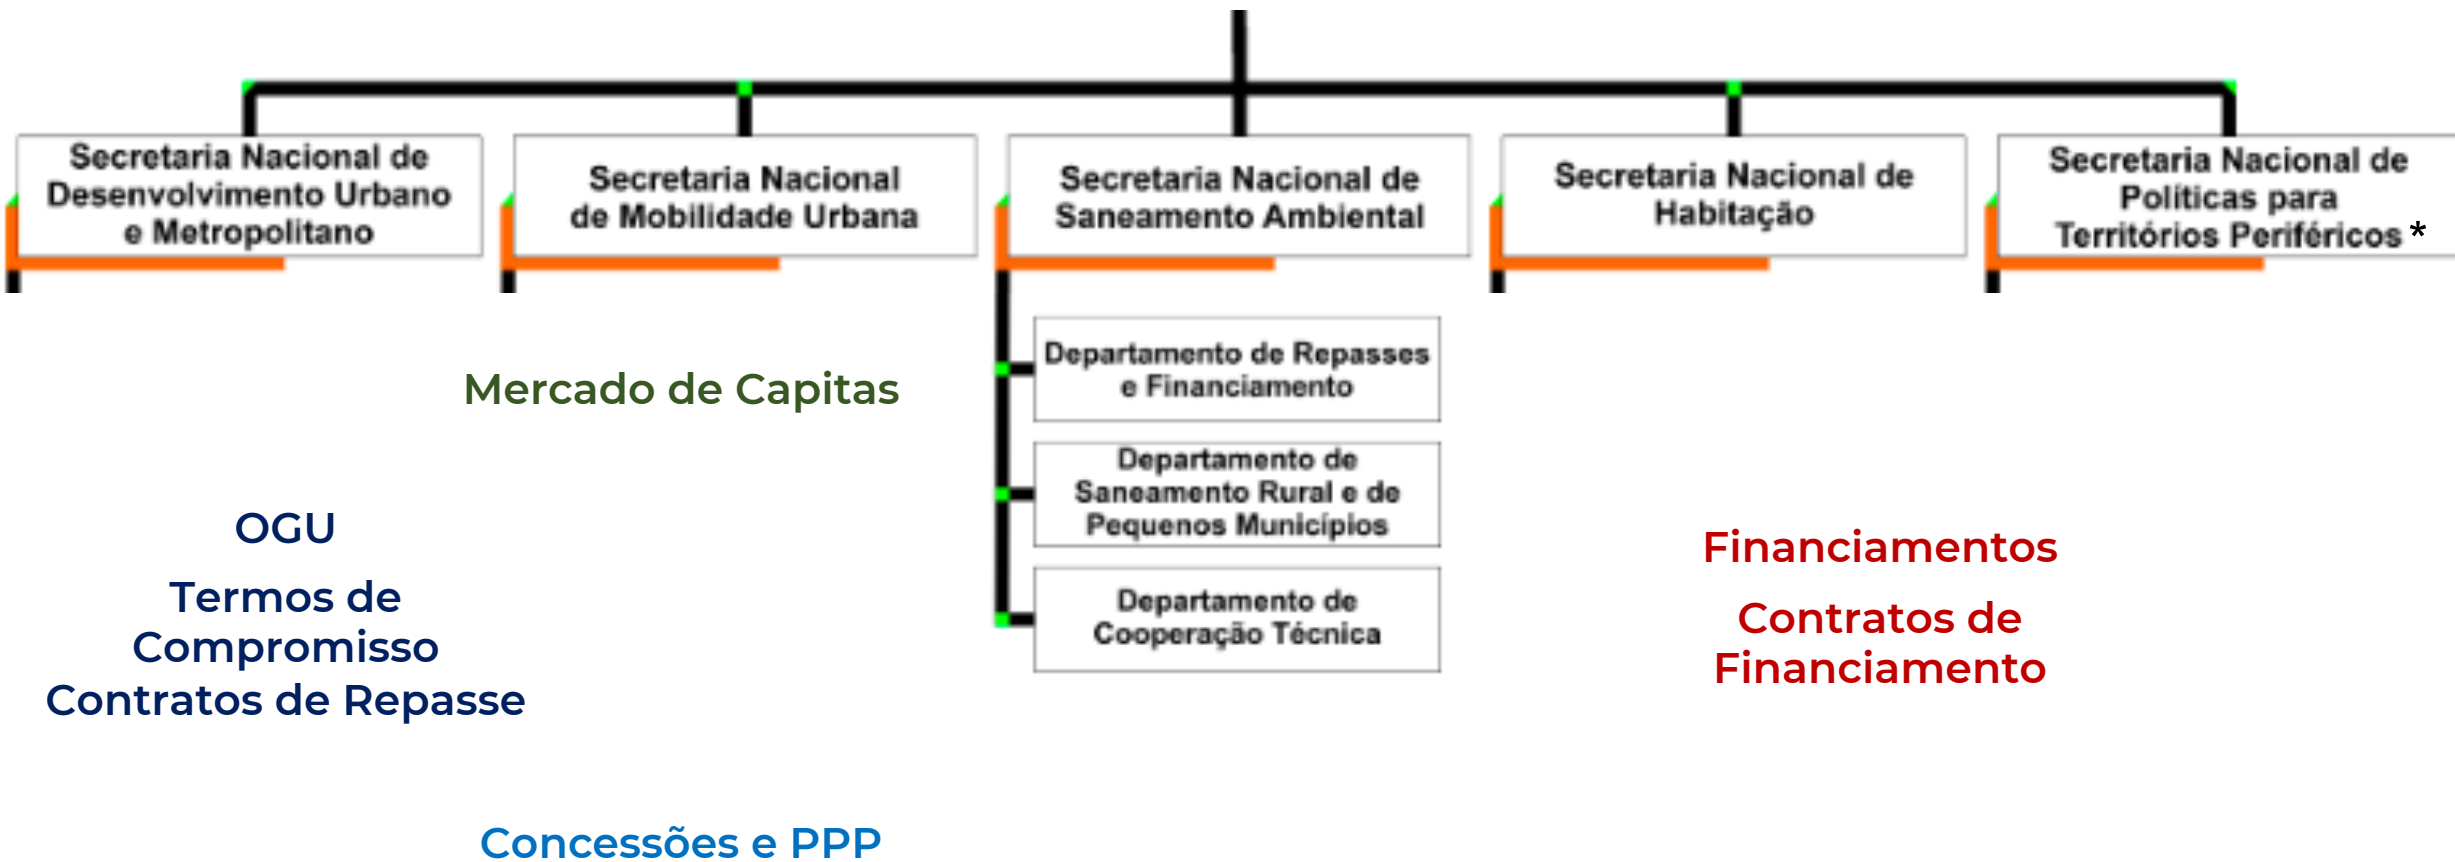 Secretaria Nacional de
Desenvolvimento Urbano
e Metropolitano
Secretaria Nacional
de Mobilidade Urbana
Secretaria Nacional de
Saneamento Ambiental
Secretaria Nacional de
Habitação
Secretaria Nacional de
Políticas para
Territórios Periféricos *
Departamento de Repasses
e Financiamento
Departamento de
Saneamento Rural e de
Pequenos Municípios
Departamento de
Cooperação Técnica
Mercado de Capitas
OGU
Termos de
Compromisso
Contratos de Repasse
Financiamentos
Contratos de
Financiamento
Concessões e PPP